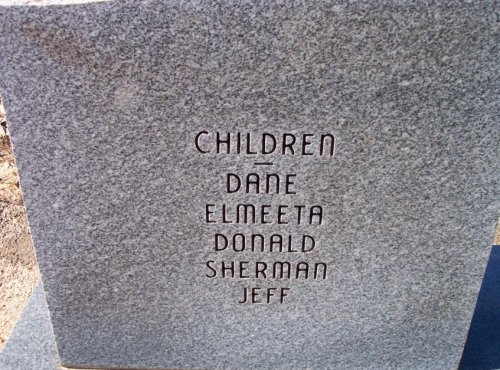 CHILDREN
—
DANE
ELMEETA
DONALD
SHERMAN
JEFF